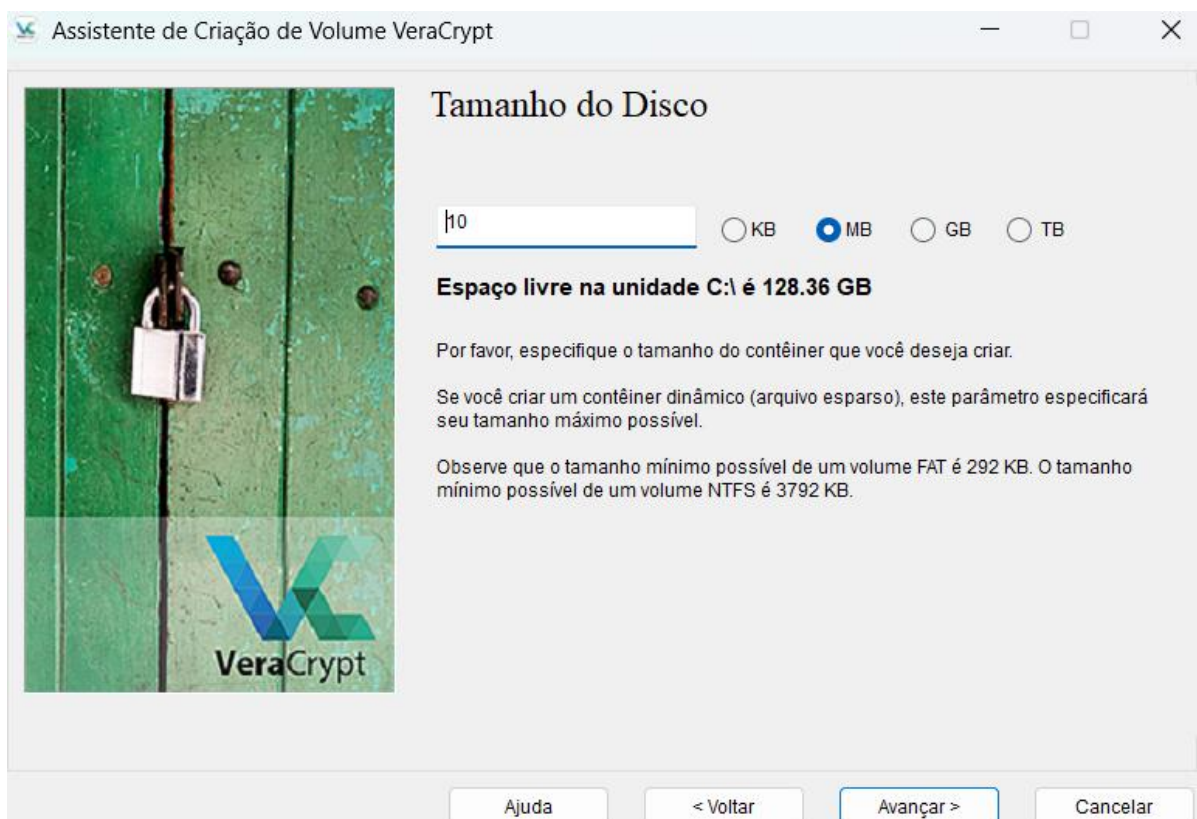 Assistente de Criação de Volume VeraCrypt
Tamanho do Disco
10
KB MB GB TB
Espaço livre na unidade C:\ é 128.36 GB
Por favor, especifique o tamanho do contêiner que você deseja criar.
Se você criar um contêiner dinâmico (arquivo esparso), este parâmetro especificará
seu tamanho máximo possível.
Observe que o tamanho mínimo possível de um volume FAT é 292 KB. O tamanho
mínimo possível de um volume NTFS é 3792 KB.
VeraCrypt
Ajuda < Voltar Avançar > Cancelar